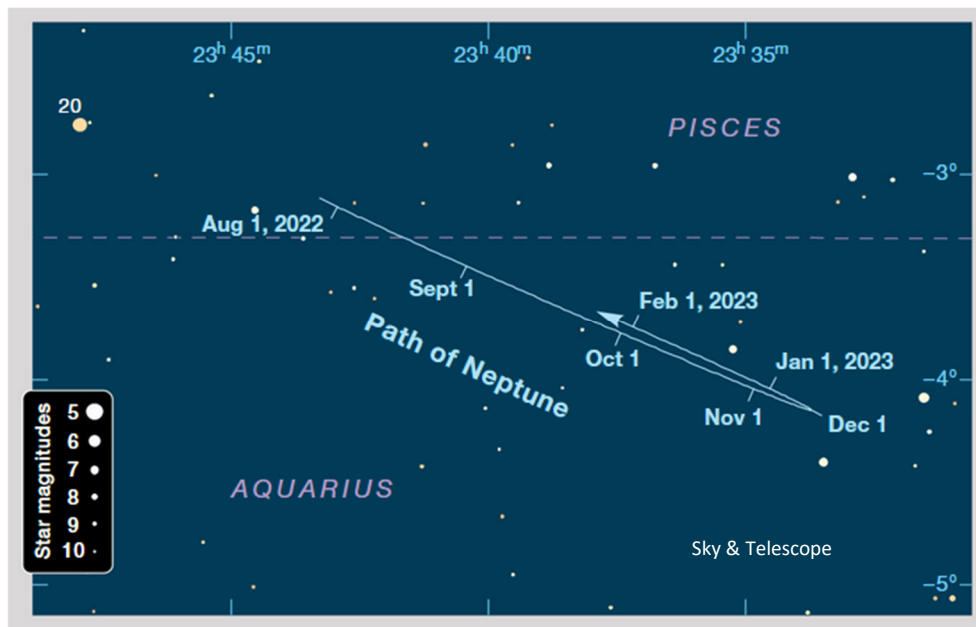 23ʰ 45ᵐ
23ʰ 40ᵐ
23ʰ 35ᵐ
20
PISCES
–3°
Aug 1, 2022
Sept 1
Feb 1, 2023
Path of Neptune
Oct 1
Jan 1, 2023
–4°
Nov 1
Dec 1
Star magnitudes
5
6
7
8
9
10
AQUARIUS
Sky & Telescope
–5°